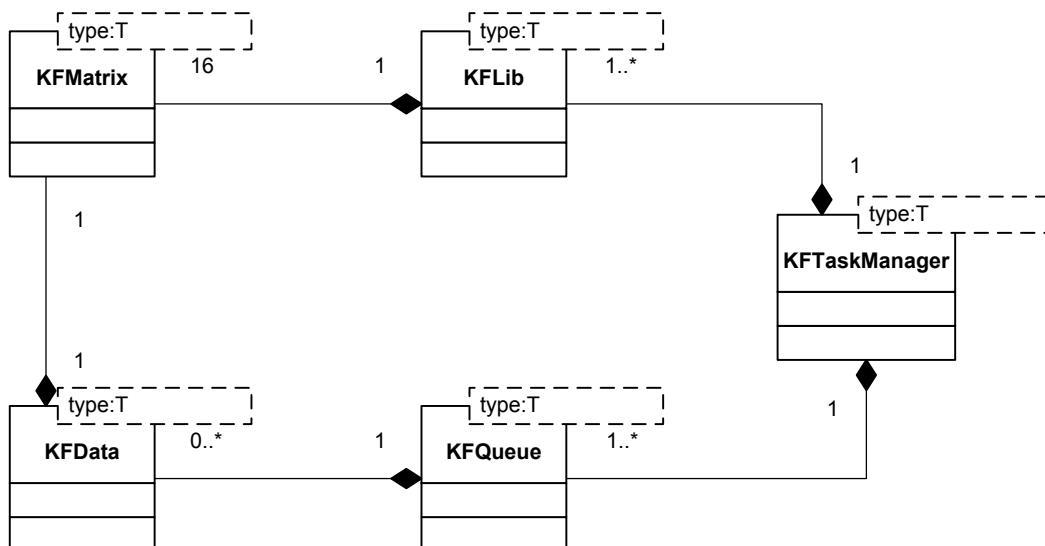 type:T
KFMatrix
16
1
type:T
KFLib
1..*
1
type:T
KFTaskManager
1
1
1
type:T
KFData
0..*
1
type:T
KFQueue
1..*